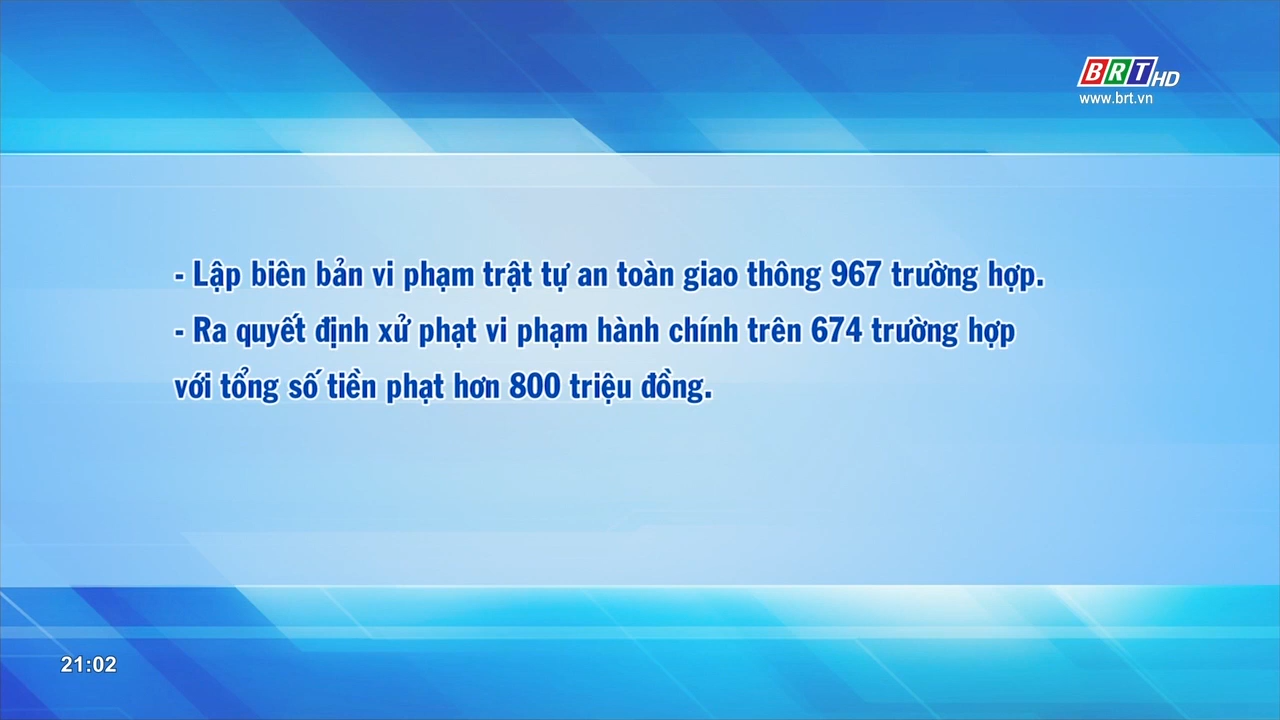 BRT HD
www.brt.vn
- Lập biên bản vi phạm trật tự an toàn giao thông 967 trường hợp.
- Ra quyết định xử phạt vi phạm hành chính trên 674 trường hợp
với tổng số tiền phạt hơn 800 triệu đồng.
21:02